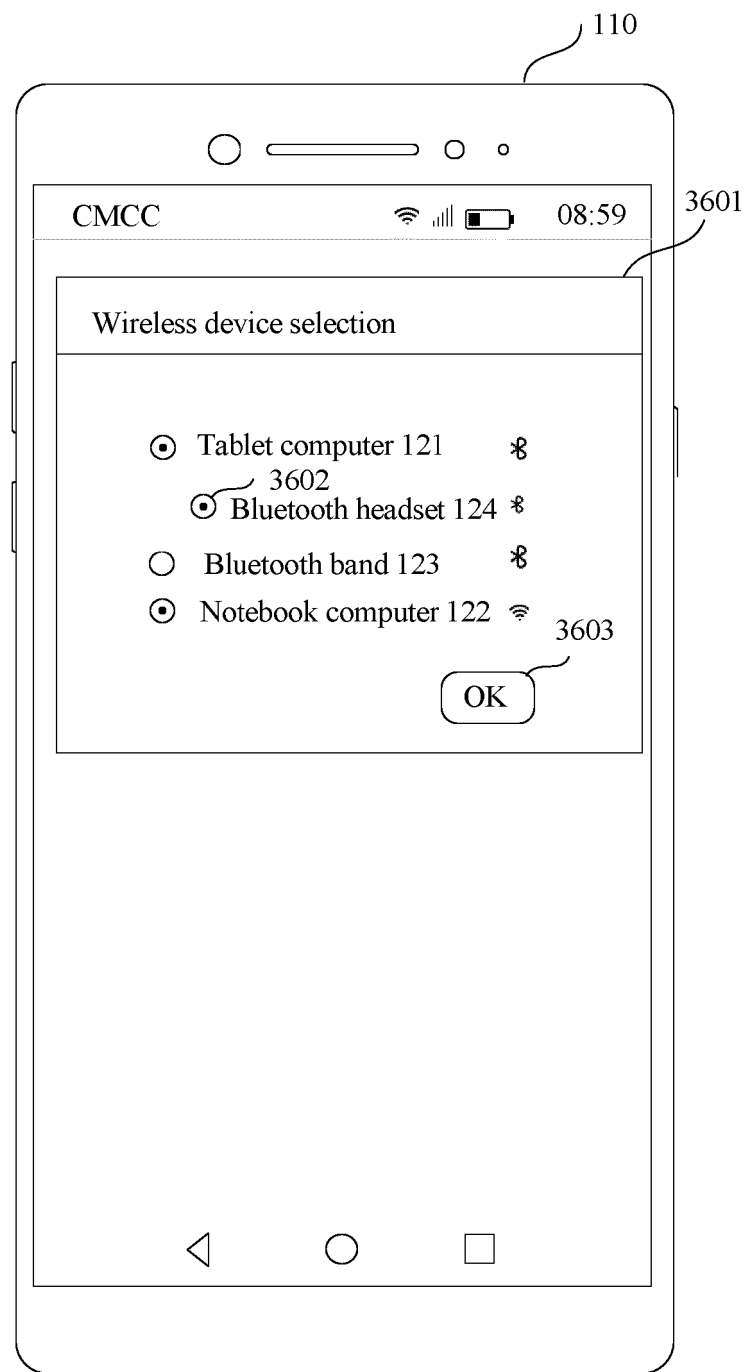 110
CMCC 08:59
3601
Wireless device selection
Tablet computer 121
3602
Bluetooth headset 124
Bluetooth band 123
Notebook computer 122
3603
OK